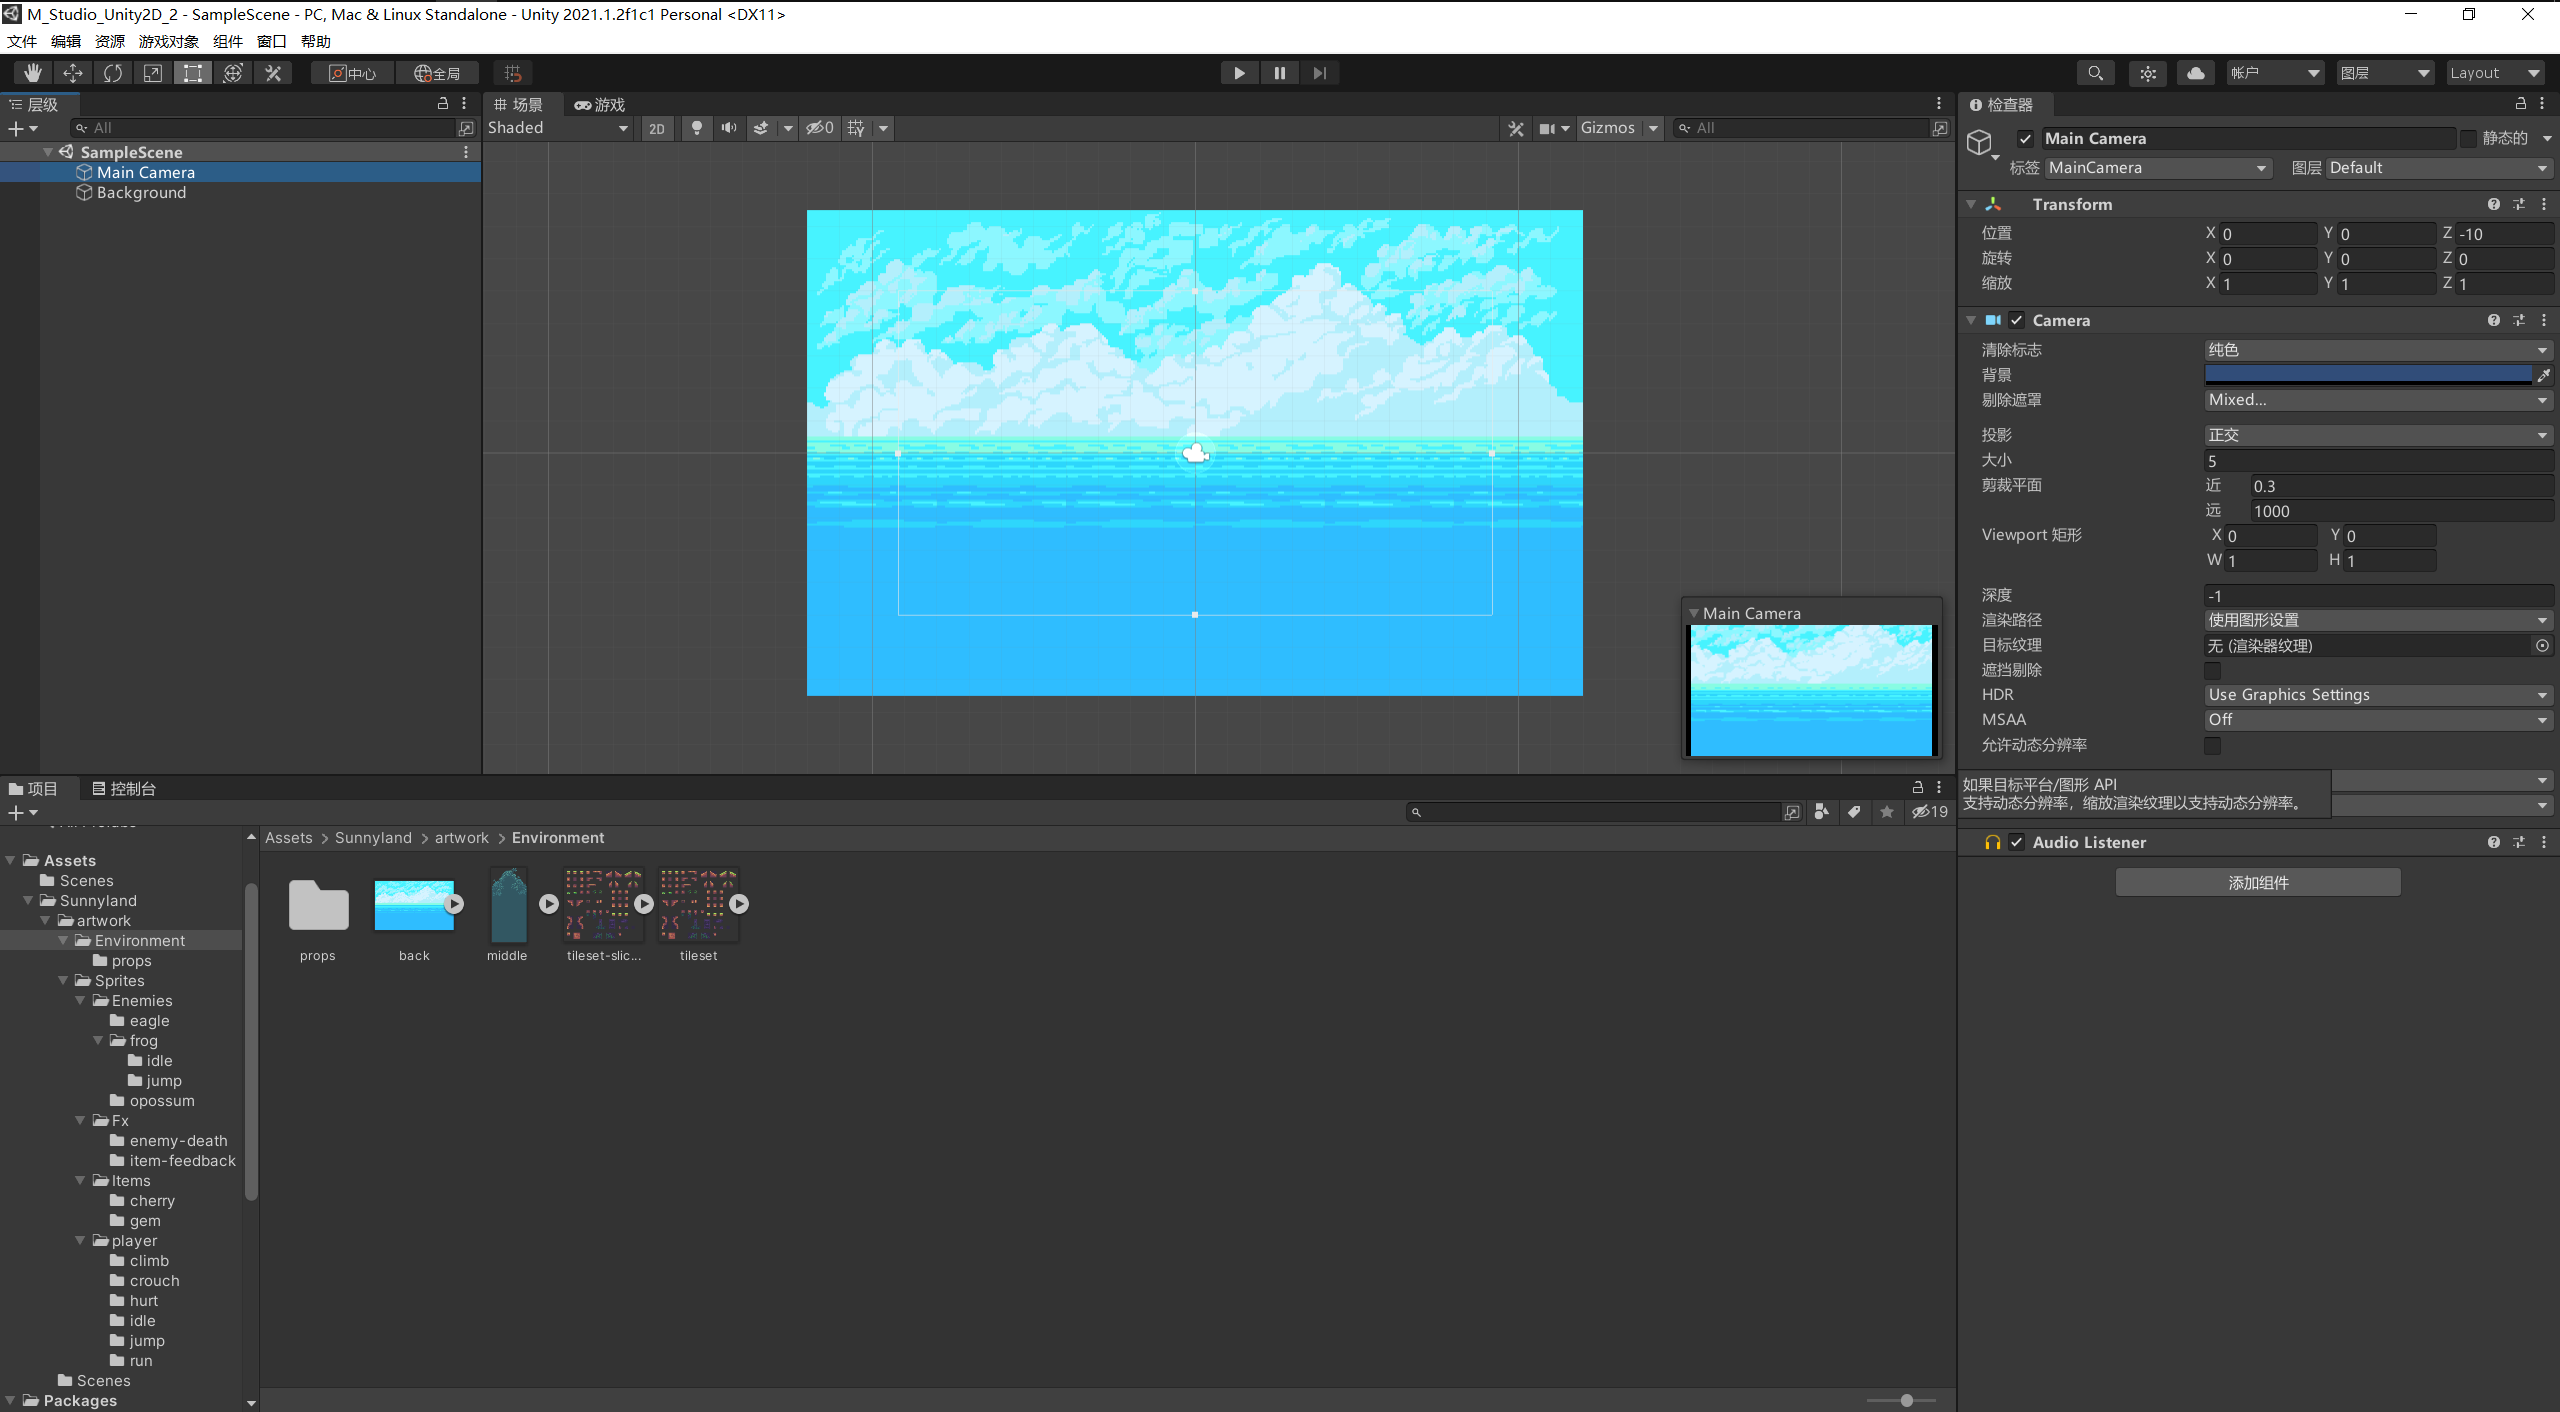 M_Studio_Unity2D_2 - SampleScene - PC, Mac & Linux Standalone - Unity 2021.1.2f1c1 Personal <DX11>
文件 编辑 资源 游戏对象 组件 窗口 帮助
中心 全局 帐户 图层 Layout
层级
All
SampleScene
Main Camera
Background
场景 游戏
Shaded 2D 0 Gizmos All
Main Camera
检查器
Main Camera 静态的
标签 MainCamera 图层 Default
Transform
位置 X 0 Y 0 Z -10
旋转 X 0 Y 0 Z 0
缩放 X 1 Y 1 Z 1
Camera
清除标志 纯色
背景
剔除遮罩 Mixed...
投影 正交
大小 5
剪裁平面 近 0.3
远 1000
Viewport 矩形 X 0 Y 0
W 1 H 1
深度 -1
渲染路径 使用图形设置
目标纹理 无 (渲染器纹理)
遮挡剔除
HDR Use Graphics Settings
MSAA Off
允许动态分辨率
如果目标平台/图形 API
支持动态分辨率，缩放渲染纹理以支持动态分辨率。
Audio Listener
添加组件
项目 控制台
19
Assets
Scenes
Sunnyland
artwork
Environment
props
Sprites
Enemies
eagle
frog
idle
jump
opossum
Fx
enemy-death
item-feedback
Items
cherry
gem
player
climb
crouch
hurt
idle
jump
run
Scenes
Packages
Assets > Sunnyland > artwork > Environment
props back middle tileset-slic... tileset